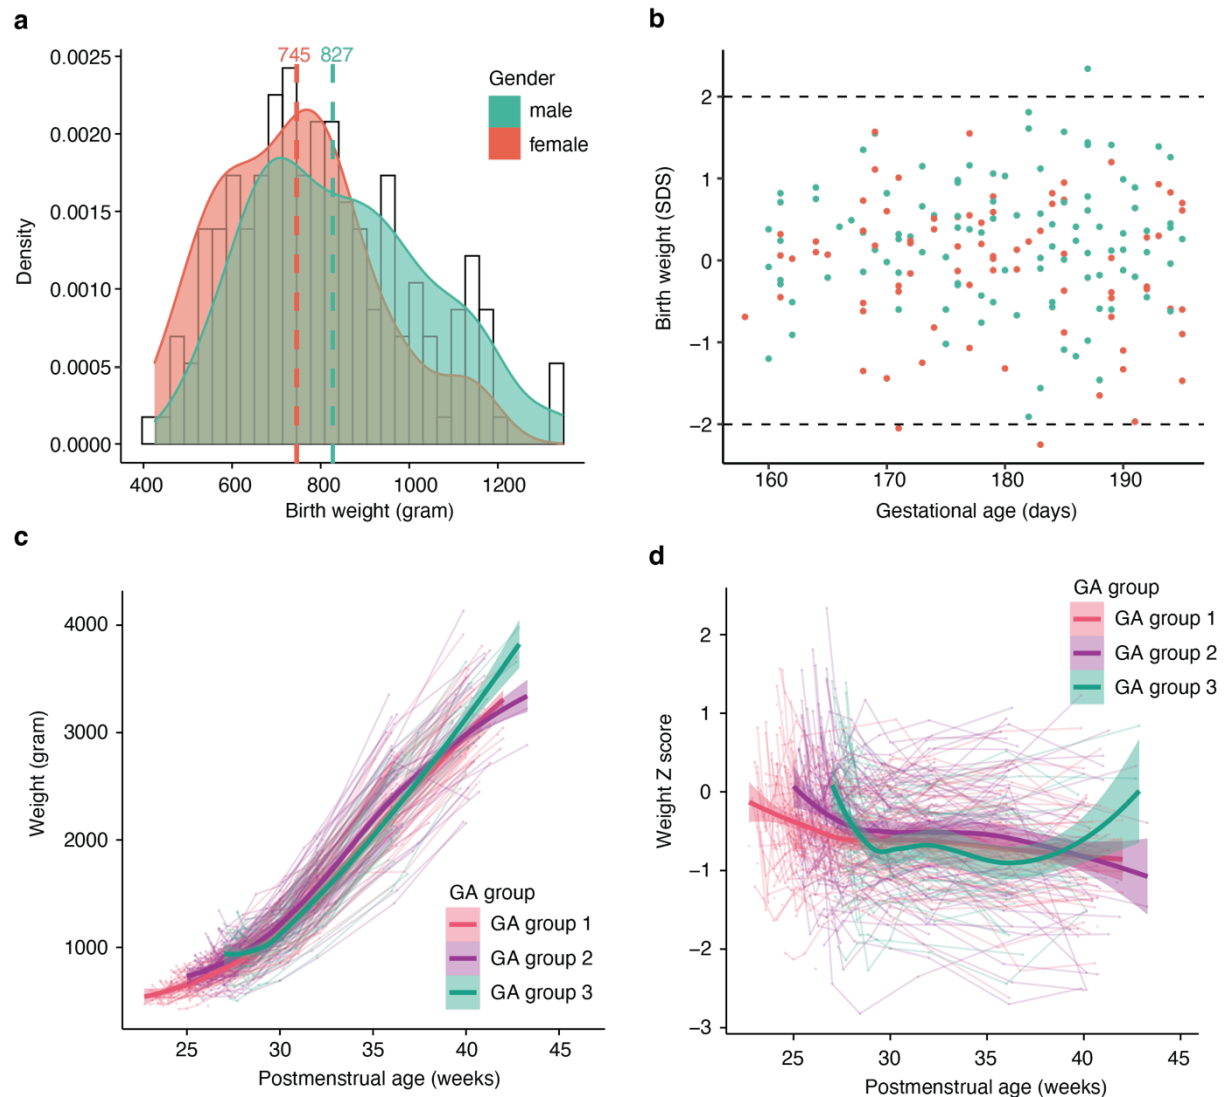 a
745 827
0.0025
0.0020
0.0015
0.0010
0.0005
0.0000
Density
400 600 800 1000 1200
Birth weight (gram)
Gender
male
female
b
2
1
0
−1
−2
Birth weight (SDS)
160 170 180 190
Gestational age (days)
c
4000
3000
2000
1000
Weight (gram)
25 30 35 40 45
Postmenstrual age (weeks)
GA group
GA group 1
GA group 2
GA group 3
d
2
1
0
−1
−2
−3
Weight Z score
25 30 35 40 45
Postmenstrual age (weeks)
GA group
GA group 1
GA group 2
GA group 3